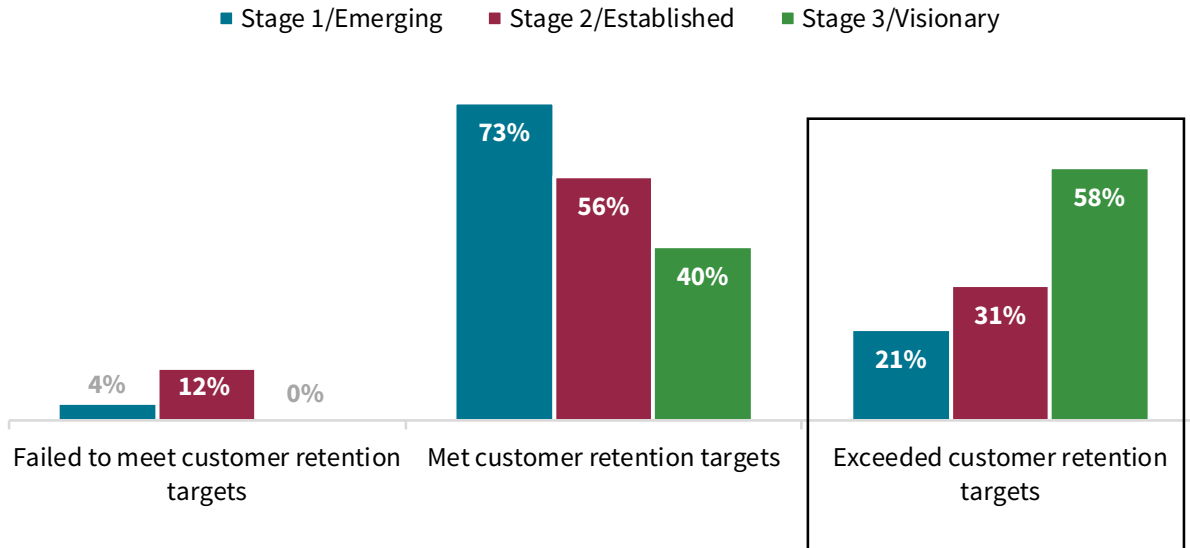 Stage 1/Emerging Stage 2/Established Stage 3/Visionary
73%
56%
40%
58%
31%
21%
4%
12%
0%
Failed to meet customer retention
targets
Met customer retention targets
Exceeded customer retention
targets